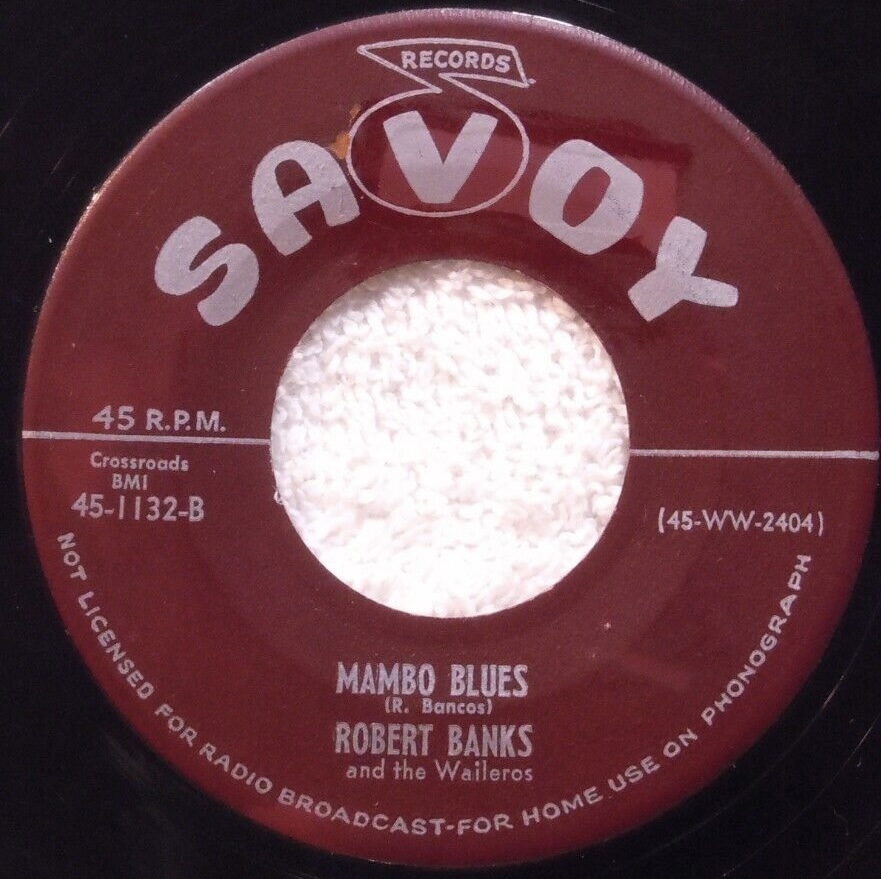 RECORDS
SAVOY
45 R.P.M.
Crossroads
BMI
45-1132-B
(45-WW-2404)
MAMBO BLUES
(R. Bancos)
ROBERT BANKS
and the Waileros
NOT LICENSED FOR RADIO BROADCAST-FOR HOME USE ON PHONOGRAPH